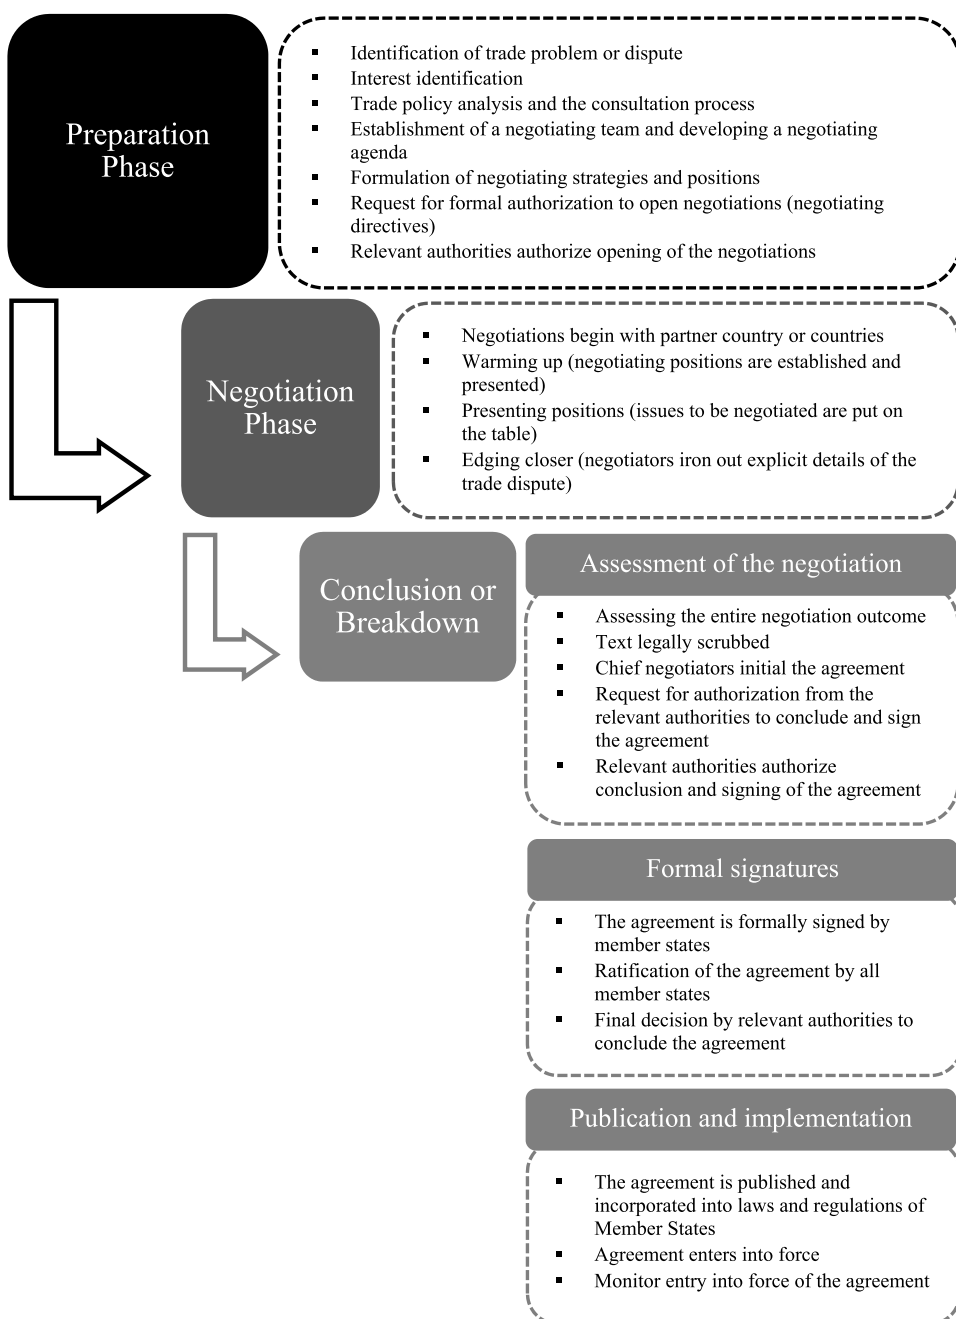 Preparation
Phase
▪ Identification of trade problem or dispute
▪ Interest identification
▪ Trade policy analysis and the consultation process
▪ Establishment of a negotiating team and developing a negotiating
agenda
▪ Formulation of negotiating strategies and positions
▪ Request for formal authorization to open negotiations (negotiating
directives)
▪ Relevant authorities authorize opening of the negotiations
Negotiation
Phase
▪ Negotiations begin with partner country or countries
▪ Warming up (negotiating positions are established and
presented)
▪ Presenting positions (issues to be negotiated are put on
the table)
▪ Edging closer (negotiators iron out explicit details of the
trade dispute)
Conclusion or
Breakdown
Assessment of the negotiation
▪ Assessing the entire negotiation outcome
▪ Text legally scrubbed
▪ Chief negotiators initial the agreement
▪ Request for authorization from the
relevant authorities to conclude and sign
the agreement
▪ Relevant authorities authorize
conclusion and signing of the agreement
Formal signatures
▪ The agreement is formally signed by
member states
▪ Ratification of the agreement by all
member states
▪ Final decision by relevant authorities to
conclude the agreement
Publication and implementation
▪ The agreement is published and
incorporated into laws and regulations of
Member States
▪ Agreement enters into force
▪ Monitor entry into force of the agreement